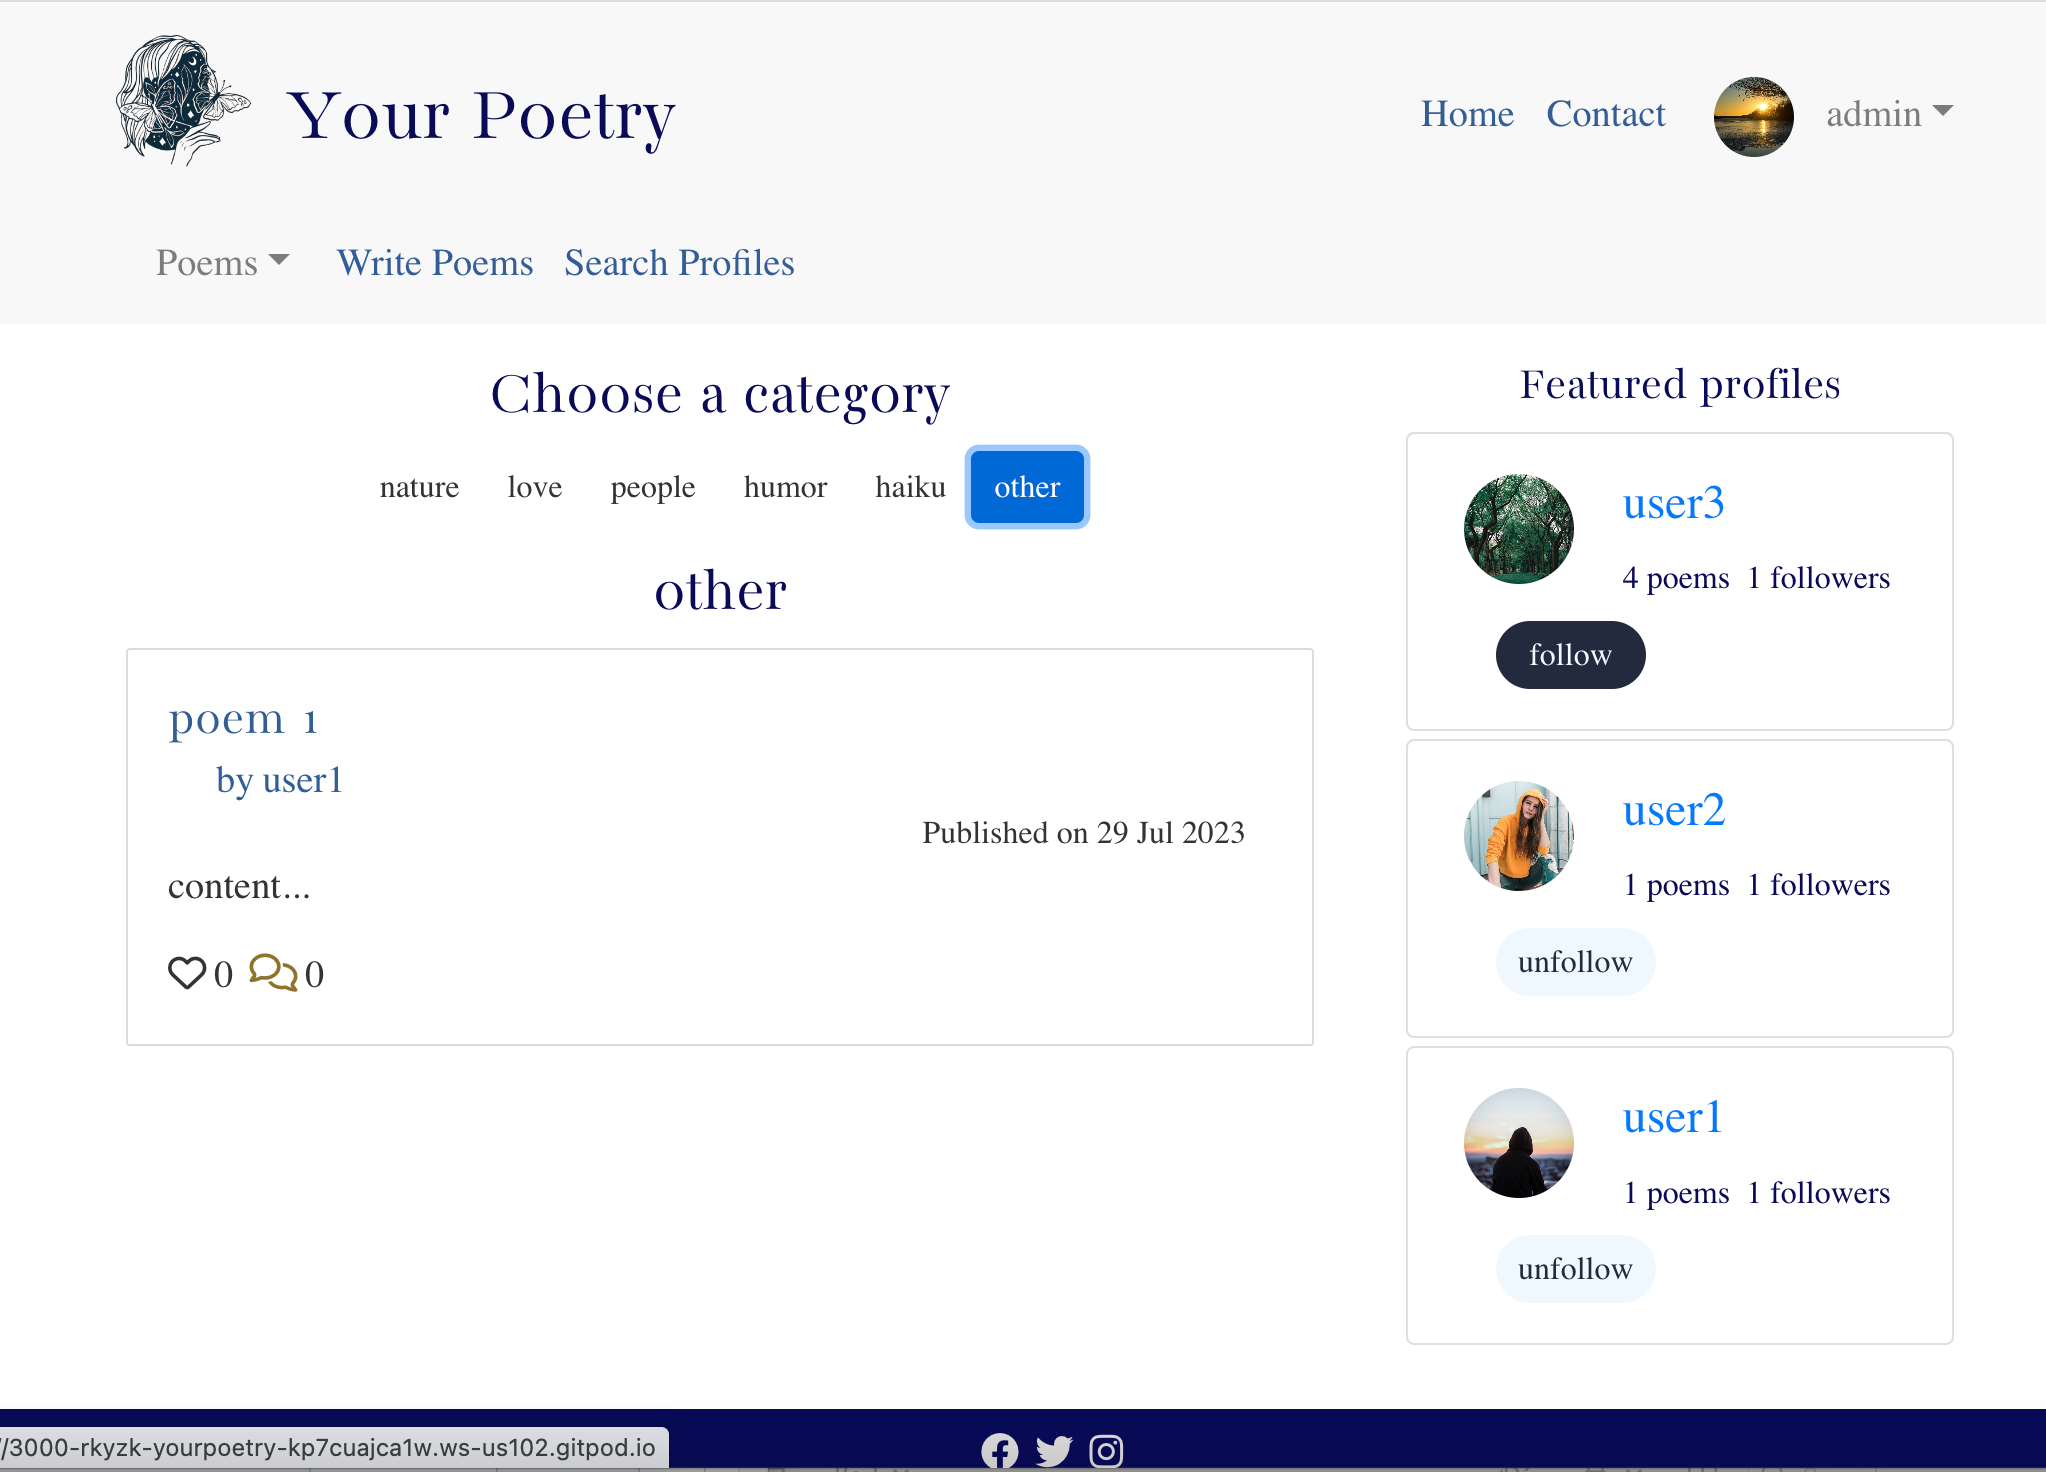 Your Poetry
Home Contact admin
Poems Write Poems Search Profiles
Choose a category
nature love people humor haiku other
other
poem 1
by user1
Published on 29 Jul 2023
content...
0 0
Featured profiles
user3
4 poems 1 followers
follow
user2
1 poems 1 followers
unfollow
user1
1 poems 1 followers
unfollow
/3000-rkyzk-yourpoetry-kp7cuajca1w.ws-us102.gitpod.io